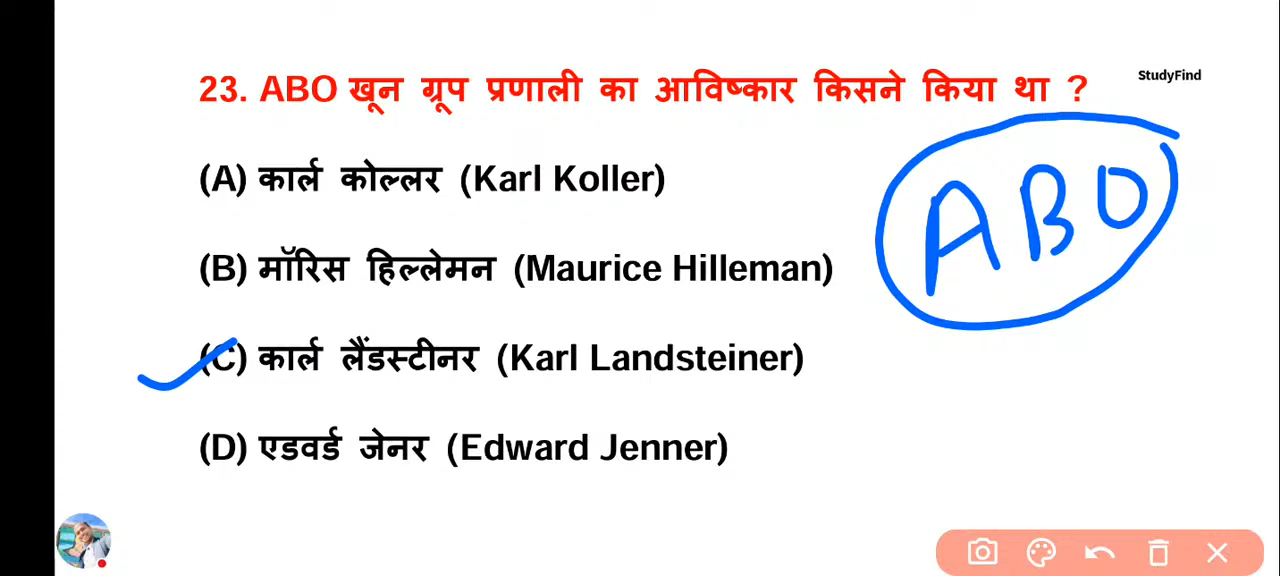 StudyFind
23. ABO खून ग्रूप प्रणाली का आविष्कार किसने किया था ?
(A) कार्ल कोल्लर (Karl Koller)
(B) मॉरिस हिल्लेमन (Maurice Hilleman)
ABO
(C) कार्ल लैंडस्टीनर (Karl Landsteiner)
(D) एडवर्ड जेनर (Edward Jenner)